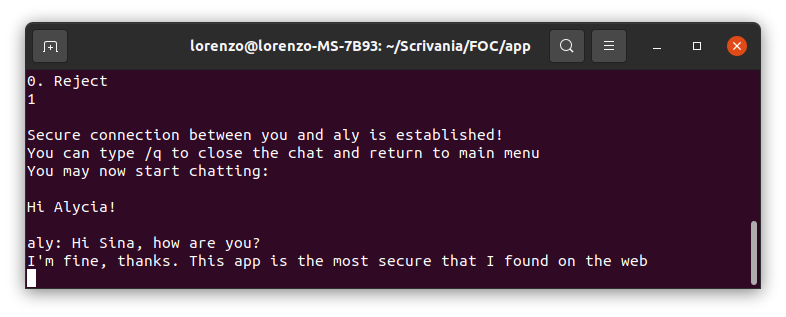 lorenzo@lorenzo-MS-7B93: ~/Scrivania/FOC/app
0. Reject
1
Secure connection between you and aly is established!
You can type /q to close the chat and return to main menu
You may now start chatting:
Hi Alycia!
aly: Hi Sina, how are you?
I'm fine, thanks. This app is the most secure that I found on the web